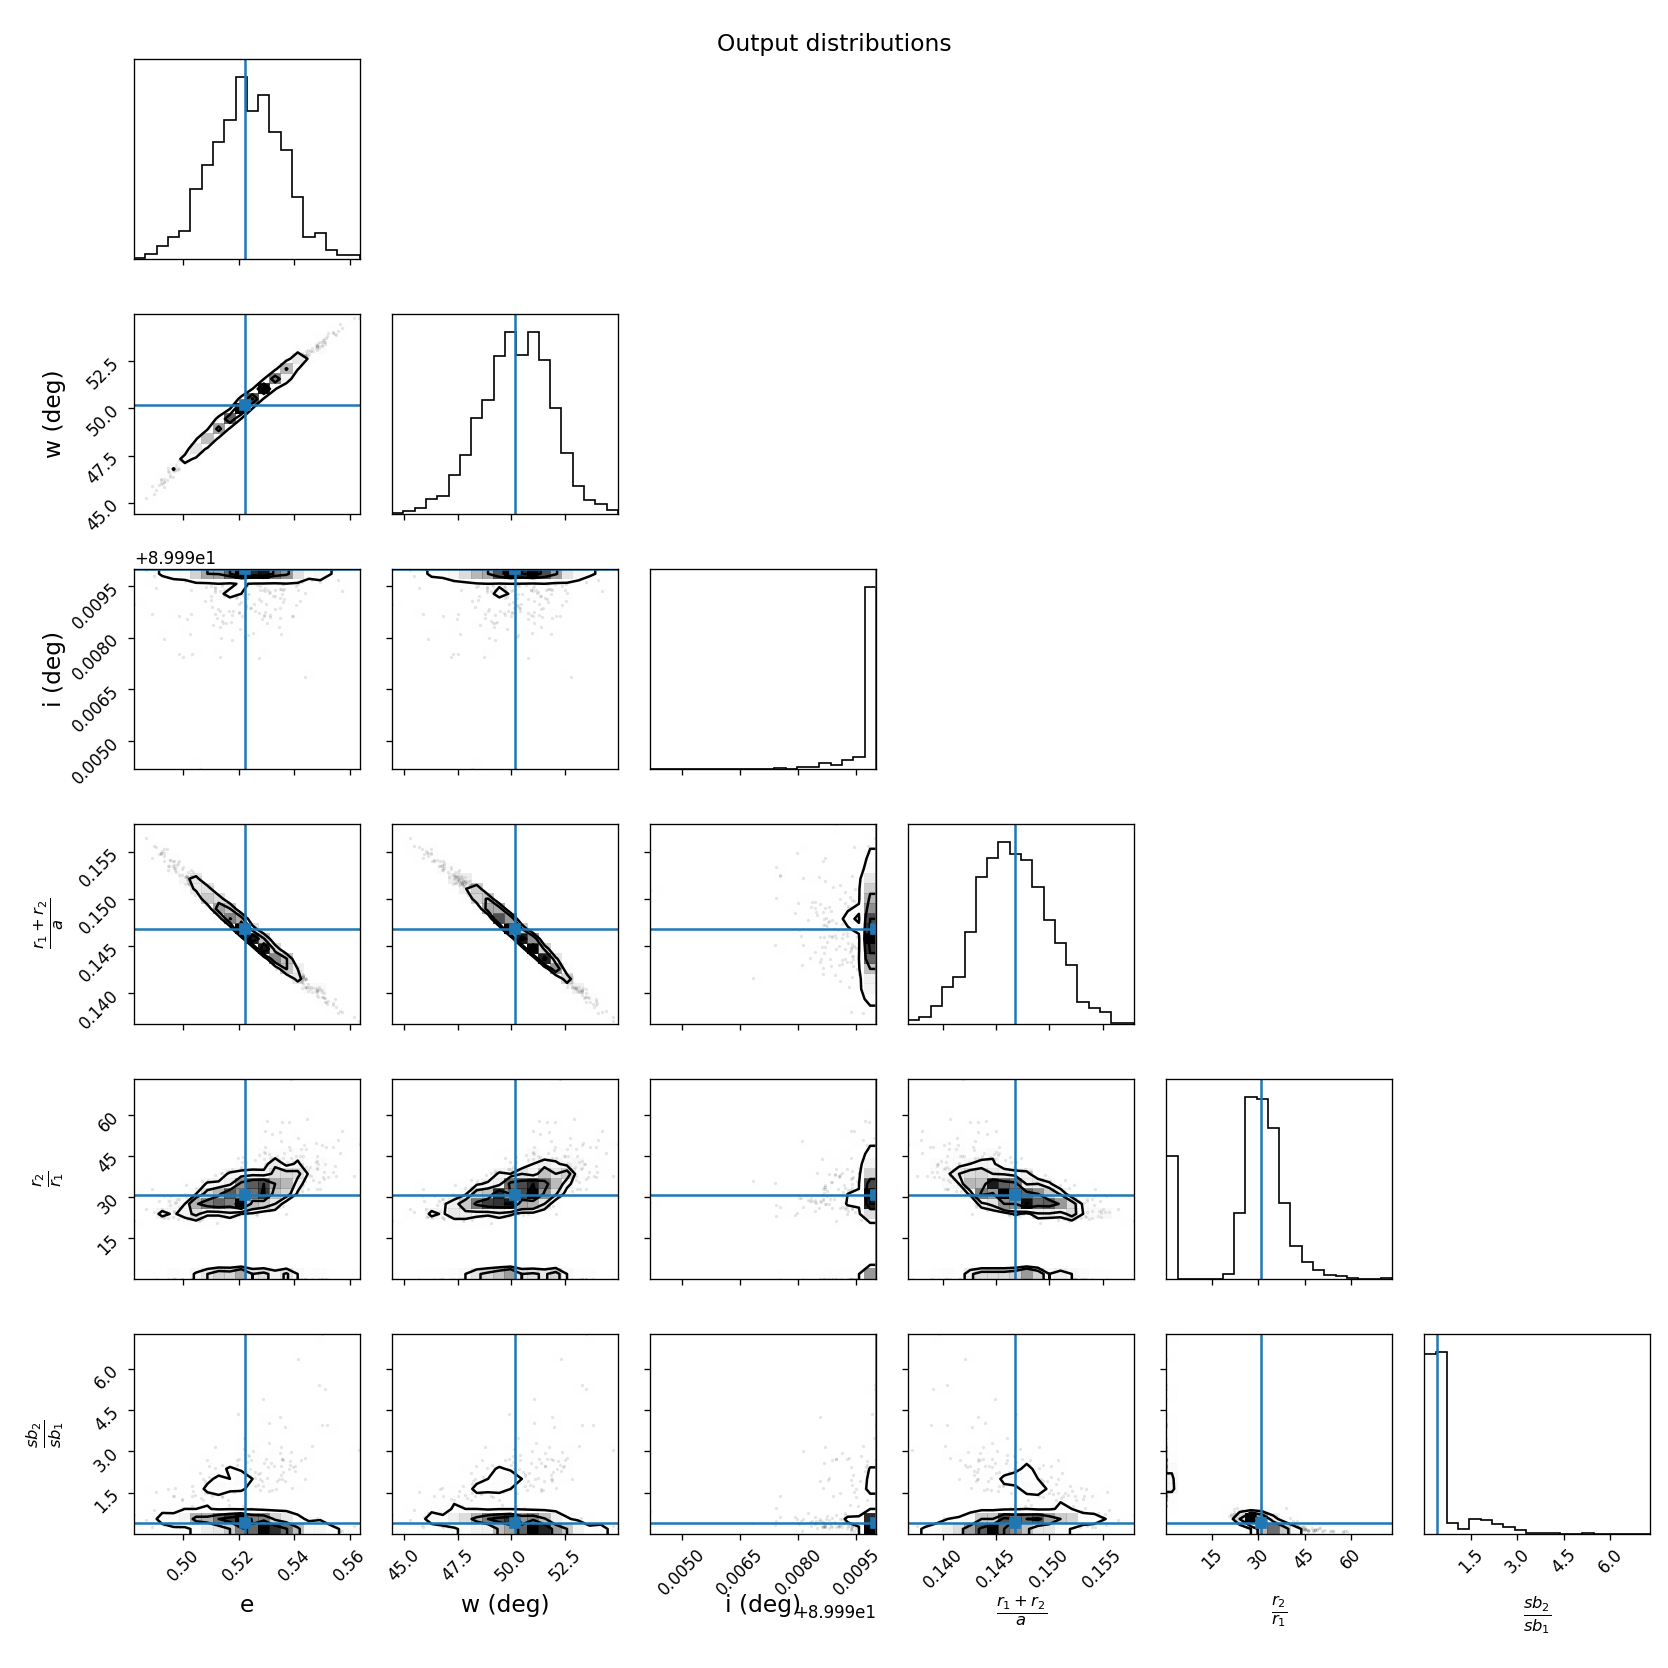 Output distributions
w (deg)
52.5
50.0
47.5
45.0
+8.999e1
i (deg)
0.0095
0.0080
0.0065
0.0050
r₁ + r₂
a
0.155
0.150
0.145
0.140
r₂
r₁
60
45
30
15
sb₂
sb₁
6.0
4.5
3.0
1.5
0.50 0.52 0.54 0.56 45.0 47.5 50.0 52.5 0.0050 0.0065 0.0080 0.0095 0.140 0.145 0.150 0.155 15 30 45 60 1.5 3.0 4.5 6.0
e w (deg) i (deg) +8.999e1 r₁ + r₂ r₂ sb₂
a r₁ sb₁